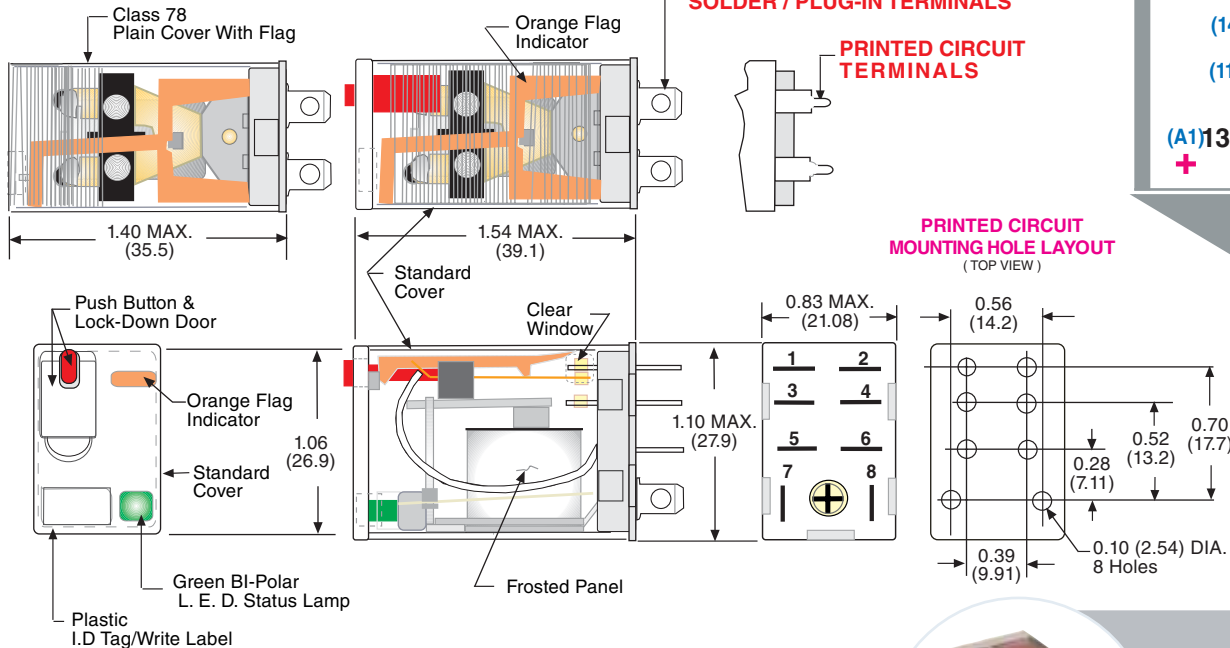 Class 78
Plain Cover With Flag
Orange Flag
Indicator
SOLDER / PLUG-IN TERMINALS
PRINTED CIRCUIT
TERMINALS
(A1)13
+
1.40 MAX.
(35.5)
1.54 MAX.
(39.1)
Standard
Cover
PRINTED CIRCUIT
MOUNTING HOLE LAYOUT
( TOP VIEW )
Push Button &
Lock-Down Door
Clear
Window
0.83 MAX.
(21.08)
0.56
(14.2)
Orange Flag
Indicator
1.06
(26.9)
Standard
Cover
1.10 MAX.
(27.9)
1 2
3 4
5 6
7 8
0.70
(17.7)
0.52
(13.2)
0.28
(7.11)
0.39
(9.91)
0.10 (2.54) DIA.
8 Holes
Green BI-Polar
L. E. D. Status Lamp
Frosted Panel
Plastic
I.D Tag/Write Label